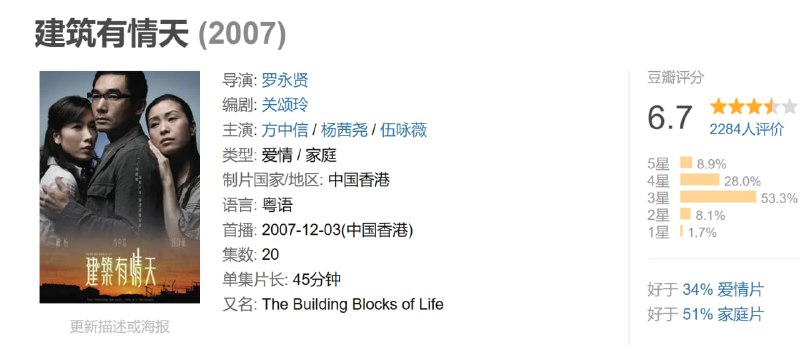 建筑有情天 (2007)
导演: 罗永贤
编剧: 关颂玲
主演: 方中信 / 杨茜尧 / 伍咏薇
类型: 爱情 / 家庭
制片国家/地区: 中国香港
语言: 粤语
首播: 2007-12-03(中国香港)
集数: 20
单集片长: 45分钟
又名: The Building Blocks of Life
建築有情天
更新描述或海报
豆瓣评分
6.7
2284人评价
5星 8.9%
4星 28.0%
3星 53.3%
2星 8.1%
1星 1.7%
好于 34% 爱情片
好于 51% 家庭片